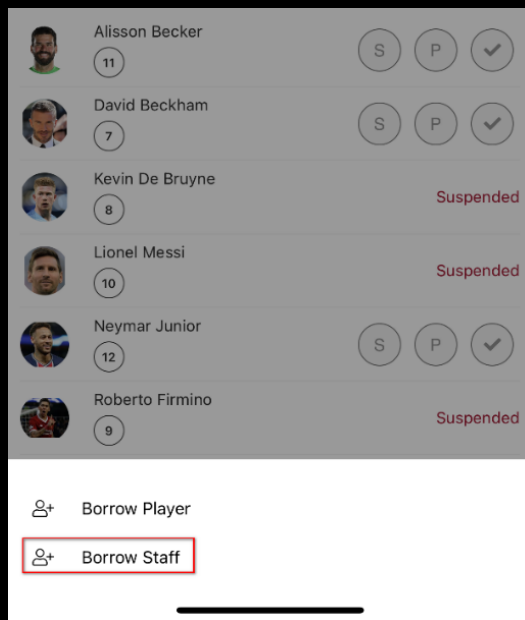 Alisson Becker
11
S P
David Beckham
7
S P
Kevin De Bruyne
8
Suspended
Lionel Messi
10
Suspended
Neymar Junior
12
S P
Roberto Firmino
9
Suspended
Borrow Player
Borrow Staff